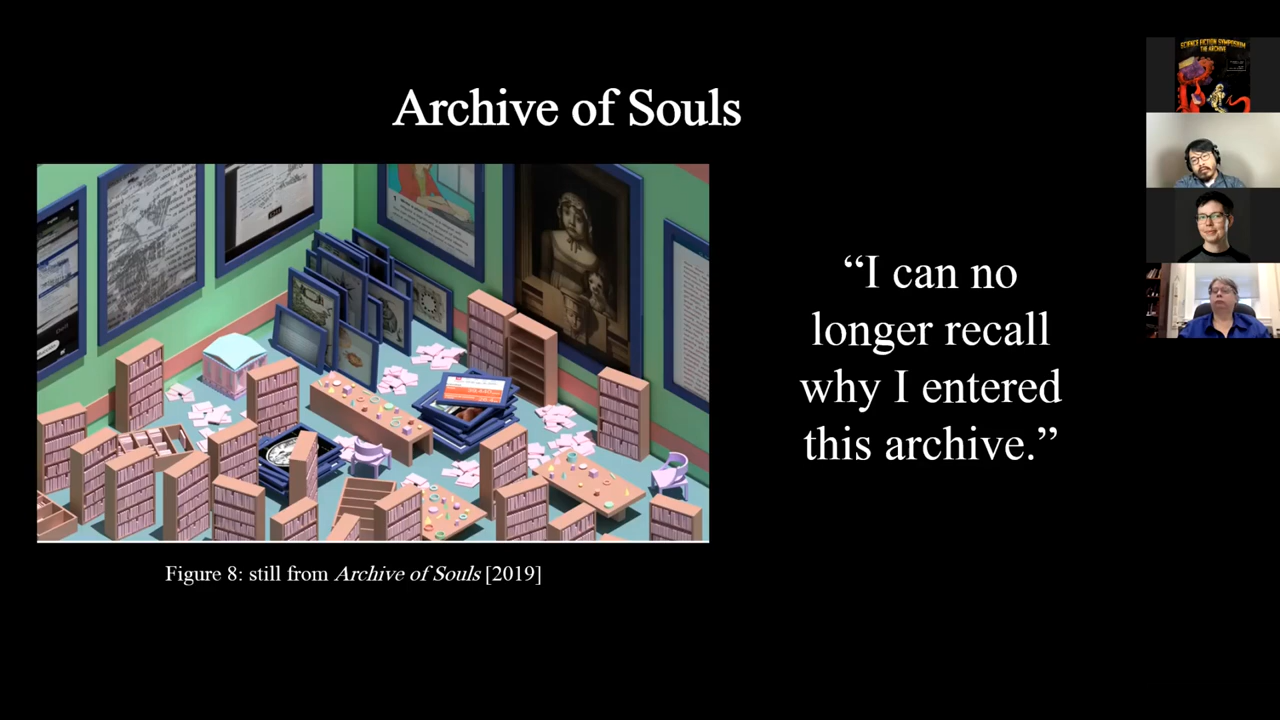 Archive of Souls
“I can no
longer recall
why I entered
this archive.”
Figure 8: still from Archive of Souls [2019]
SCIENCE FICTION SYMPOSIUM
THE ARCHIVE